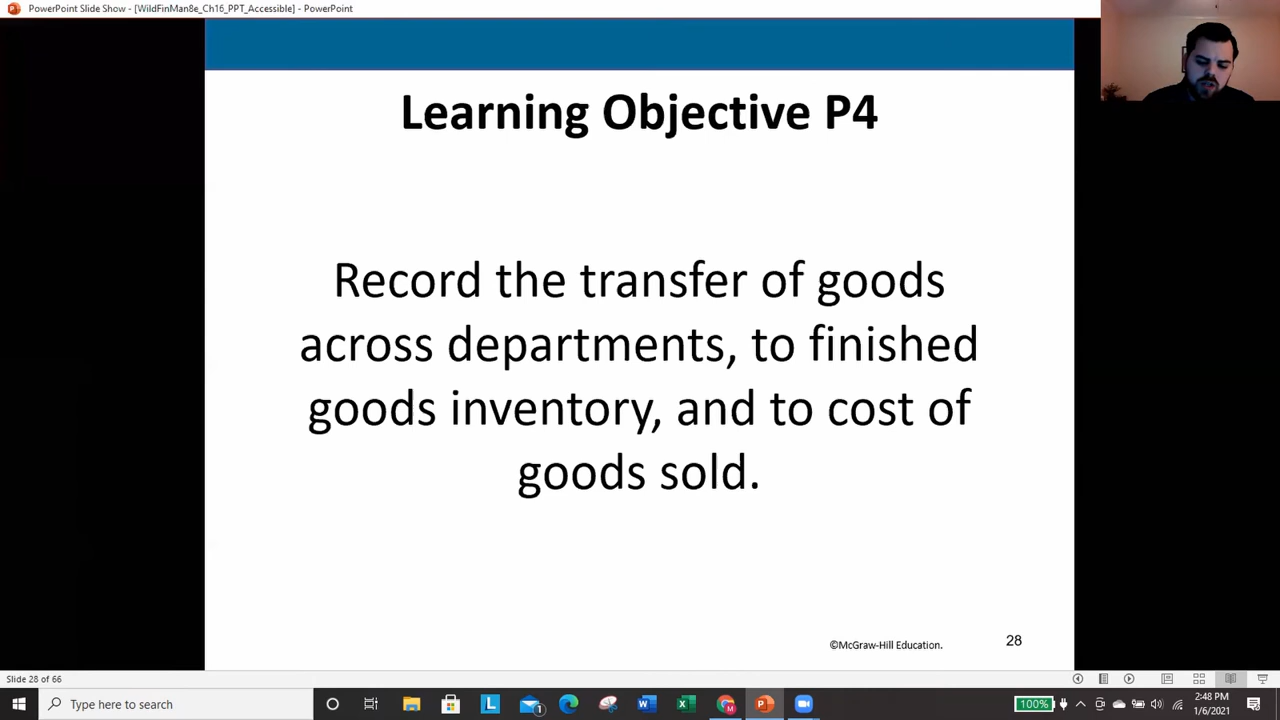 PowerPoint Slide Show - [WildFinMan8e_Ch16_PPT_Accessible] - PowerPoint
Learning Objective P4
Record the transfer of goods
across departments, to finished
goods inventory, and to cost of
goods sold.
©McGraw-Hill Education.
28
Slide 28 of 66
Type here to search
100%
2:48 PM
1/6/2021